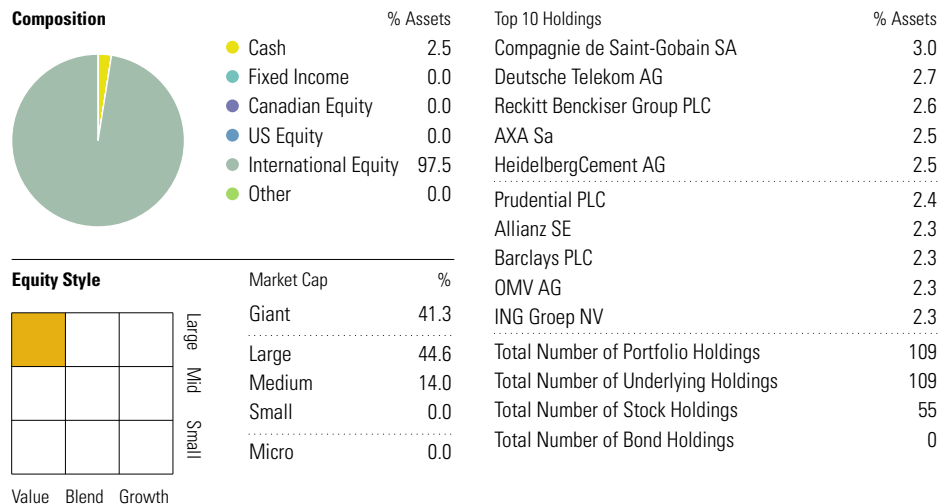 Composition % Assets
Cash 2.5
Fixed Income 0.0
Canadian Equity 0.0
US Equity 0.0
International Equity 97.5
Other 0.0
Equity Style
Large
Mid
Small
Value Blend Growth
Market Cap %
Giant 41.3
Large 44.6
Medium 14.0
Small 0.0
Micro 0.0
Top 10 Holdings % Assets
Compagnie de Saint-Gobain SA 3.0
Deutsche Telekom AG 2.7
Reckitt Benckiser Group PLC 2.6
AXA Sa 2.5
HeidelbergCement AG 2.5
Prudential PLC 2.4
Allianz SE 2.3
Barclays PLC 2.3
OMV AG 2.3
ING Groep NV 2.3
Total Number of Portfolio Holdings 109
Total Number of Underlying Holdings 109
Total Number of Stock Holdings 55
Total Number of Bond Holdings 0